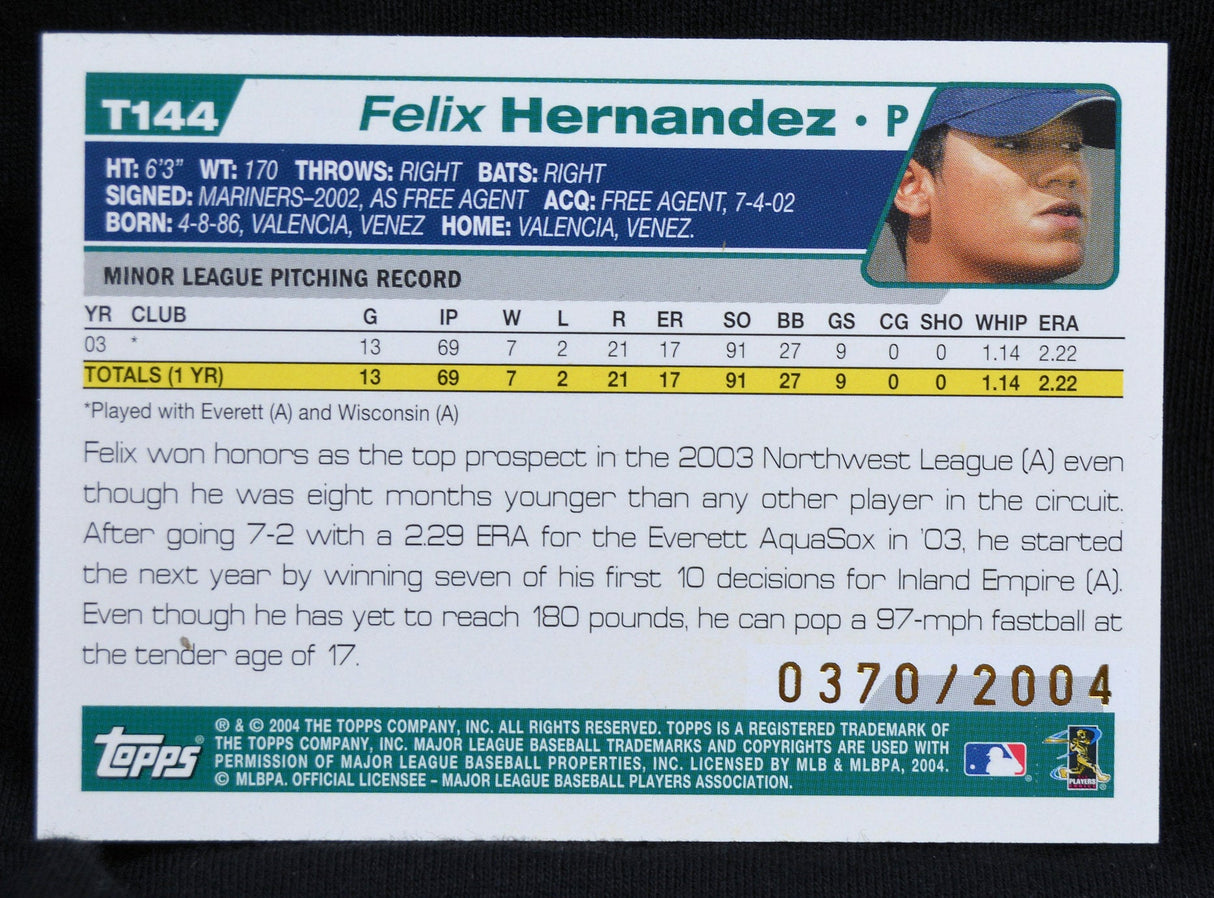 T144 Felix Hernandez • P
HT: 6'3" WT: 170 THROWS: RIGHT BATS: RIGHT
SIGNED: MARINERS–2002, AS FREE AGENT ACQ: FREE AGENT, 7-4-02
BORN: 4-8-86, VALENCIA, VENEZ HOME: VALENCIA, VENEZ.
MINOR LEAGUE PITCHING RECORD
YR CLUB G IP W L R ER SO BB GS CG SHO WHIP ERA
03 * 13 69 7 2 21 17 91 27 9 0 0 1.14 2.22
TOTALS (1 YR) 13 69 7 2 21 17 91 27 9 0 0 1.14 2.22
*Played with Everett (A) and Wisconsin (A)
Felix won honors as the top prospect in the 2003 Northwest League (A) even
though he was eight months younger than any other player in the circuit.
After going 7-2 with a 2.29 ERA for the Everett AquaSox in '03, he started
the next year by winning seven of his first 10 decisions for Inland Empire (A).
Even though he has yet to reach 180 pounds, he can pop a 97-mph fastball at
the tender age of 17.
0370/2004
Topps®
® & © 2004 THE TOPPS COMPANY, INC. ALL RIGHTS RESERVED. TOPPS IS A REGISTERED TRADEMARK OF
THE TOPPS COMPANY, INC. MAJOR LEAGUE BASEBALL TRADEMARKS AND COPYRIGHTS ARE USED WITH
PERMISSION OF MAJOR LEAGUE BASEBALL PROPERTIES, INC. LICENSED BY MLB & MLBPA, 2004.
© MLBPA. OFFICIAL LICENSEE – MAJOR LEAGUE BASEBALL PLAYERS ASSOCIATION.
PLAYERS
CHOICE